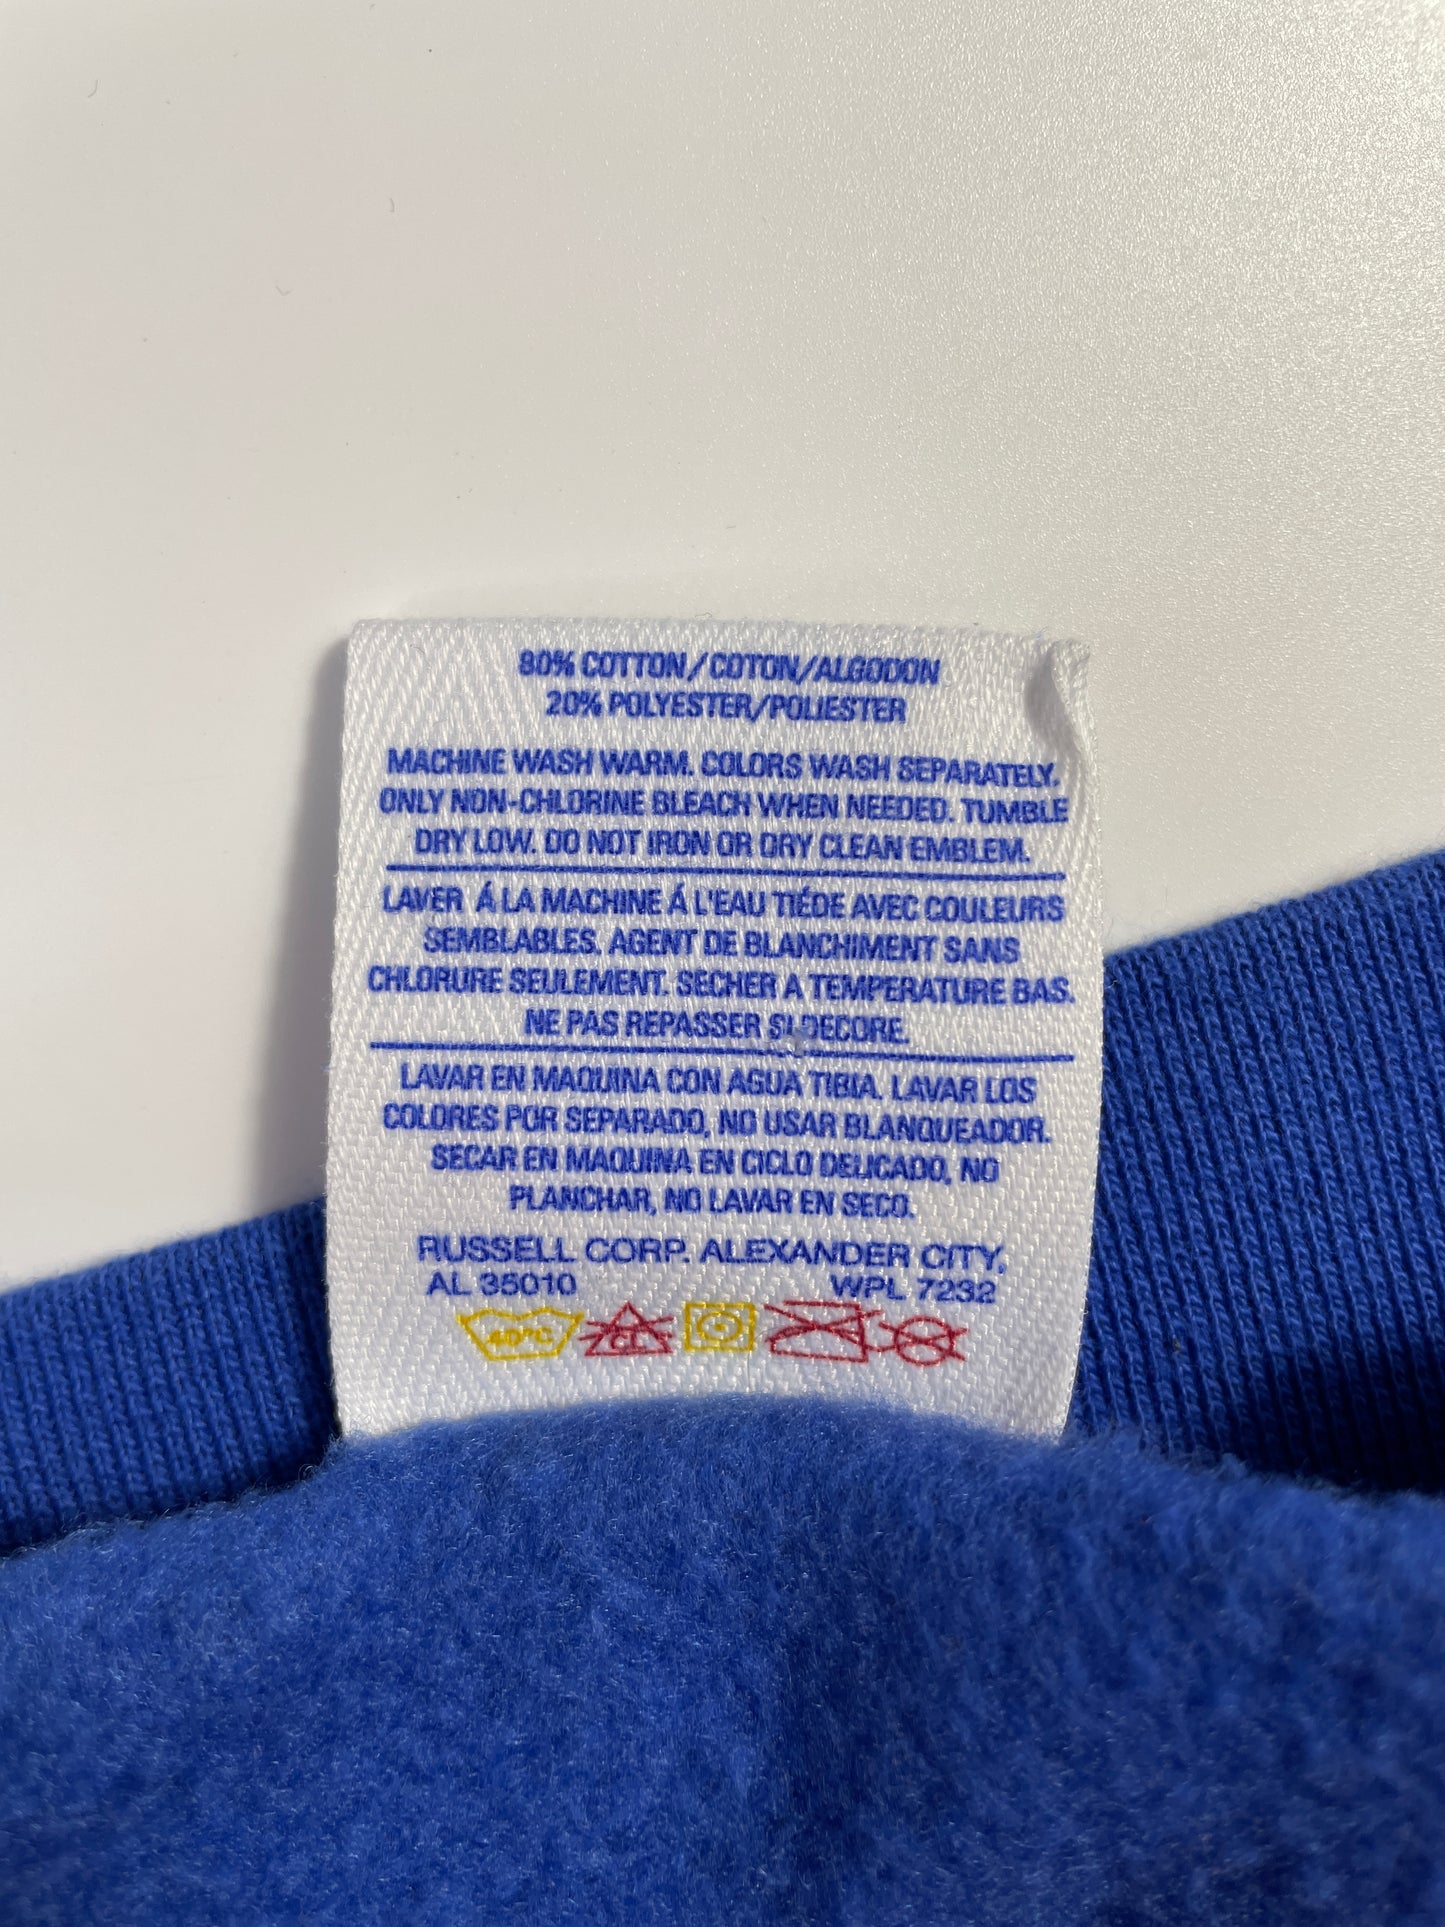 80% COTTON/COTON/ALGODON
20% POLYESTER/POLIESTER
MACHINE WASH WARM. COLORS WASH SEPARATELY.
ONLY NON-CHLORINE BLEACH WHEN NEEDED. TUMBLE
DRY LOW. DO NOT IRON OR DRY CLEAN EMBLEM.
LAVER Á LA MACHINE Á L'EAU TIÉDE AVEC COULEURS
SEMBLABLES. AGENT DE BLANCHIMENT SANS
CHLORURE SEULEMENT. SECHER A TEMPERATURE BAS.
NE PAS REPASSER SI DECORE.
LAVAR EN MAQUINA CON AGUA TIBIA. LAVAR LOS
COLORES POR SEPARADO, NO USAR BLANQUEADOR.
SECAR EN MAQUINA EN CICLO DELICADO, NO
PLANCHAR, NO LAVAR EN SECO.
RUSSELL CORP. ALEXANDER CITY,
AL 35010 WPL 7232
40°C CL